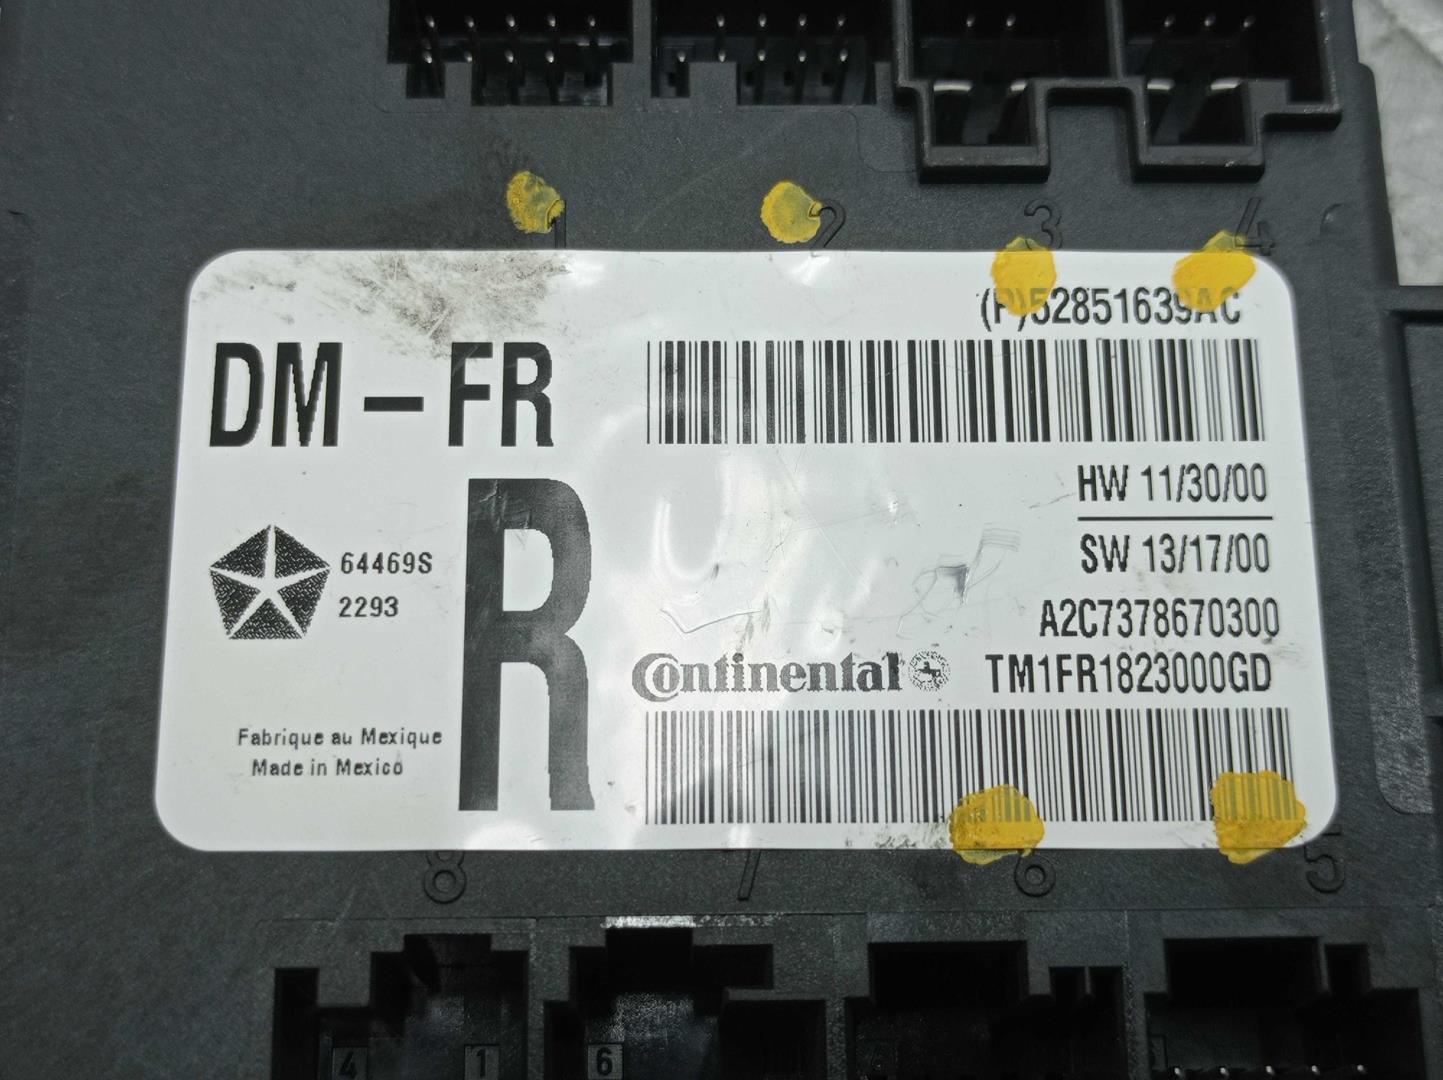 1 2 3 4
(P)52851639AC
DM-FR
HW 11/30/00
SW 13/17/00
R
64469S
2293
A2C7378670300
Continental
TM1FR1823000GD
Fabrique au Mexique
Made in Mexico
8 7 6 5
4 1 6